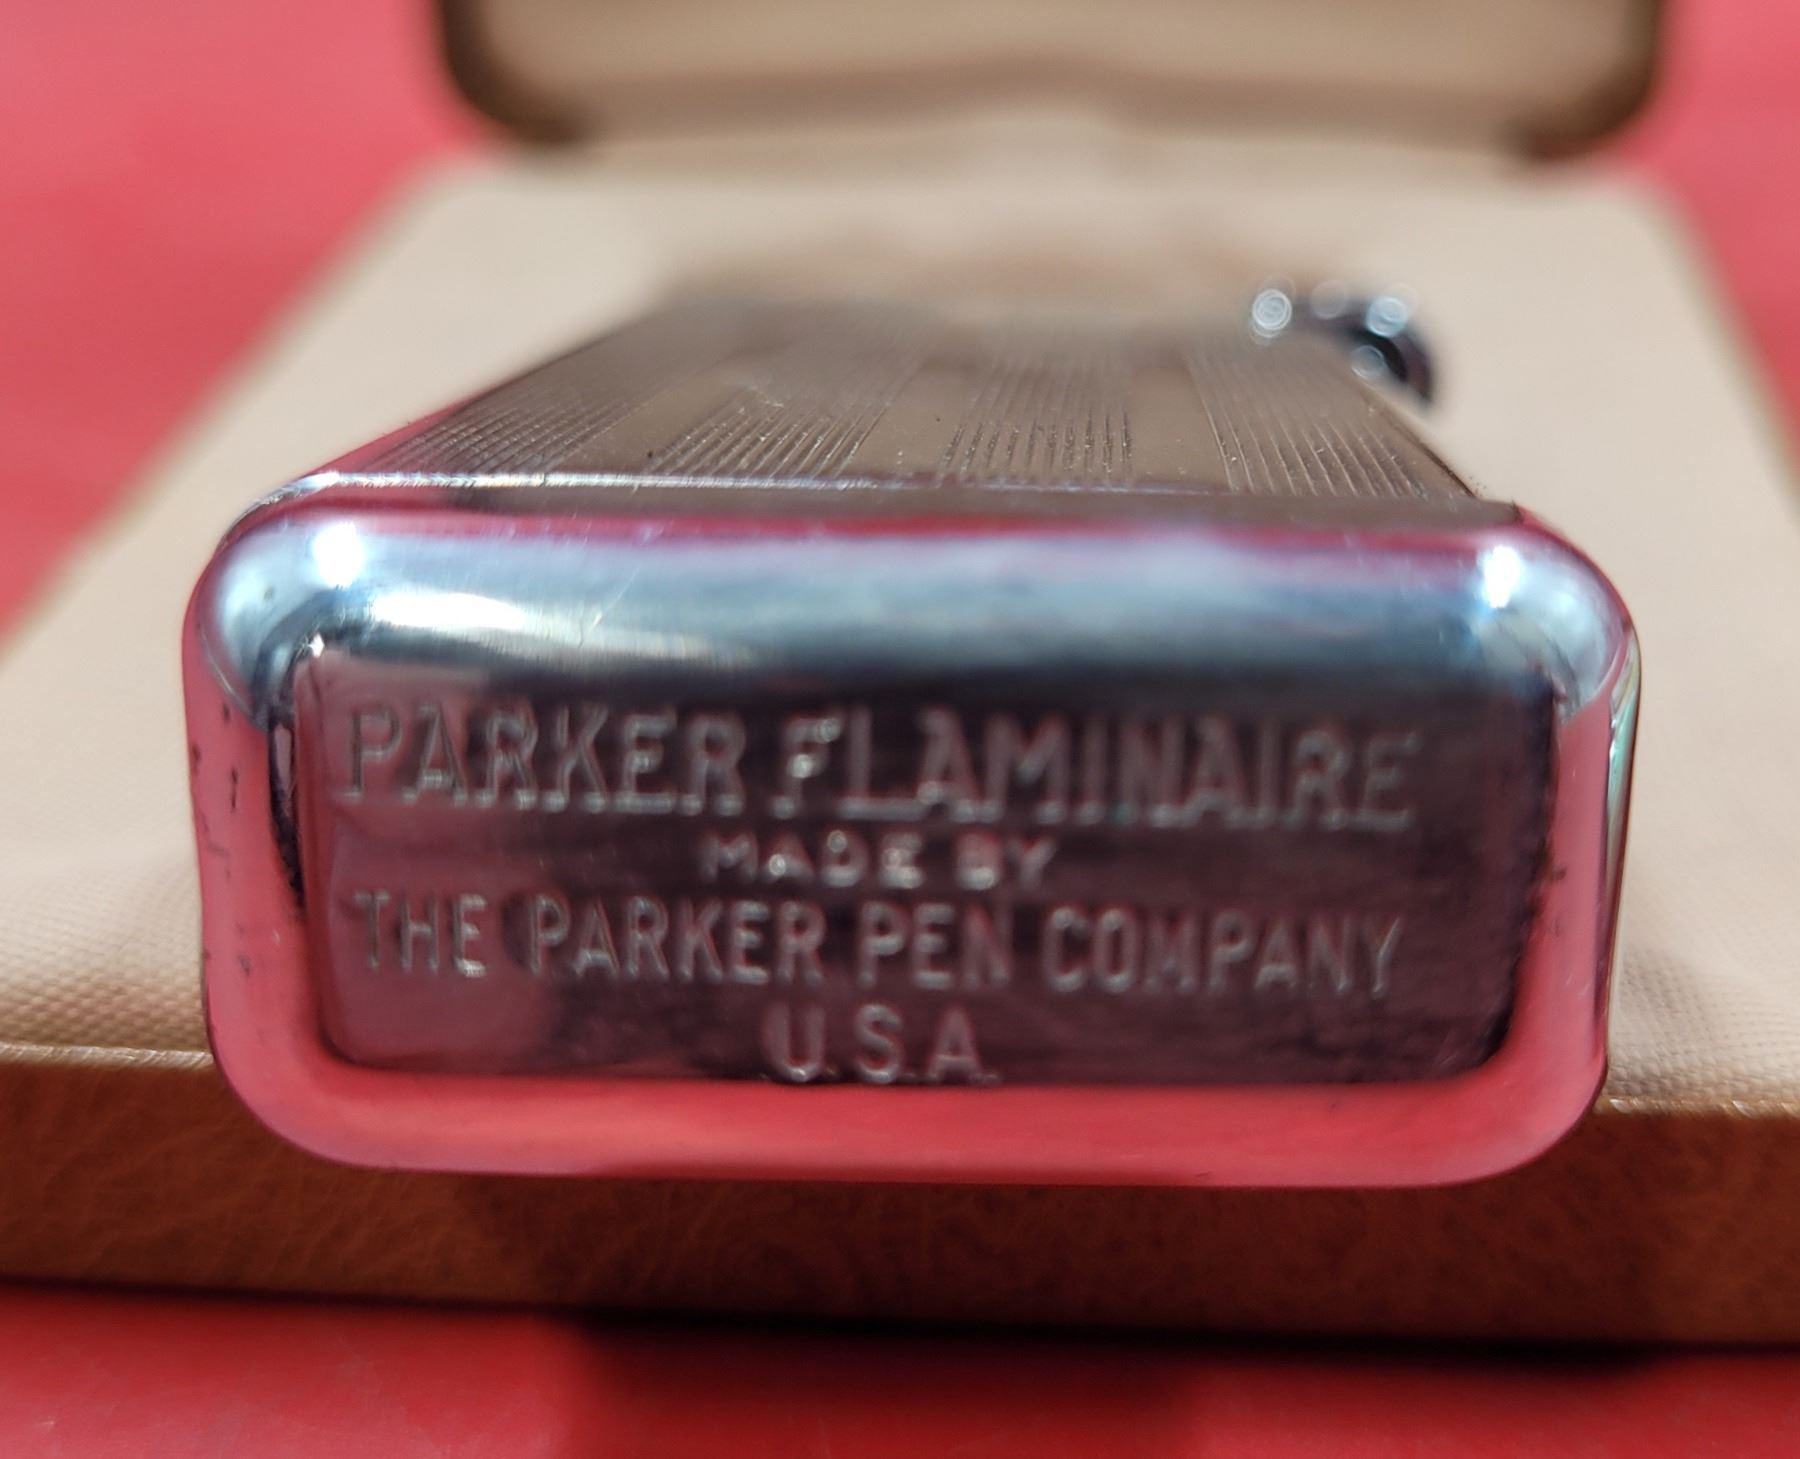 PARKER FLAMINAIRE
MADE BY
THE PARKER PEN COMPANY
U.S.A.